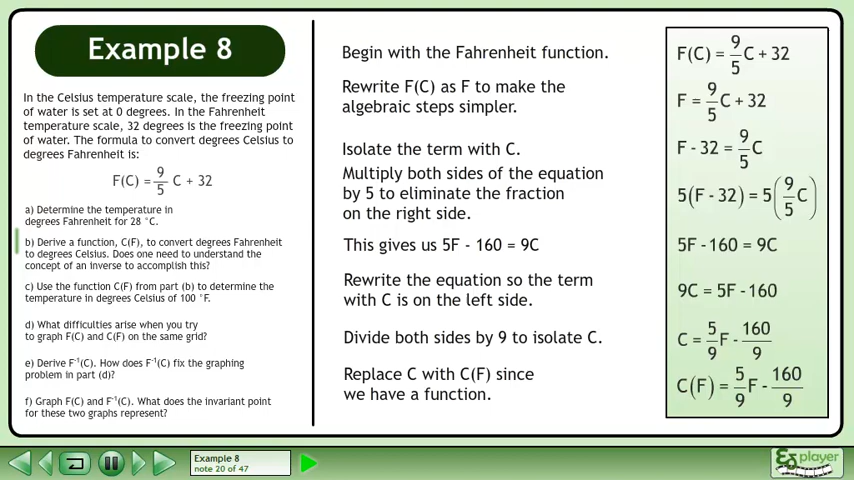 Example 8
In the Celsius temperature scale, the freezing point
of water is set at 0 degrees. In the Fahrenheit
temperature scale, 32 degrees is the freezing point
of water. The formula to convert degrees Celsius to
degrees Fahrenheit is:
F(C) = 9/5 C + 32
a) Determine the temperature in
degrees Fahrenheit for 28 °C.
b) Derive a function, C(F), to convert degrees Fahrenheit
to degrees Celsius. Does one need to understand the
concept of an inverse to accomplish this?
c) Use the function C(F) from part (b) to determine the
temperature in degrees Celsius of 100 °F.
d) What difficulties arise when you try
to graph F(C) and C(F) on the same grid?
e) Derive F⁻¹(C). How does F⁻¹(C) fix the graphing
problem in part (d)?
f) Graph F(C) and F⁻¹(C). What does the invariant point
for these two graphs represent?
Begin with the Fahrenheit function.
Rewrite F(C) as F to make the
algebraic steps simpler.
Isolate the term with C.
Multiply both sides of the equation
by 5 to eliminate the fraction
on the right side.
This gives us 5F - 160 = 9C
Rewrite the equation so the term
with C is on the left side.
Divide both sides by 9 to isolate C.
Replace C with C(F) since
we have a function.
F(C) = 9/5 C + 32
F = 9/5 C + 32
F - 32 = 9/5 C
5(F - 32) = 5(9/5 C)
5F - 160 = 9C
9C = 5F - 160
C = 5/9 F - 160/9
C(F) = 5/9 F - 160/9
Example 8
note 20 of 47
player